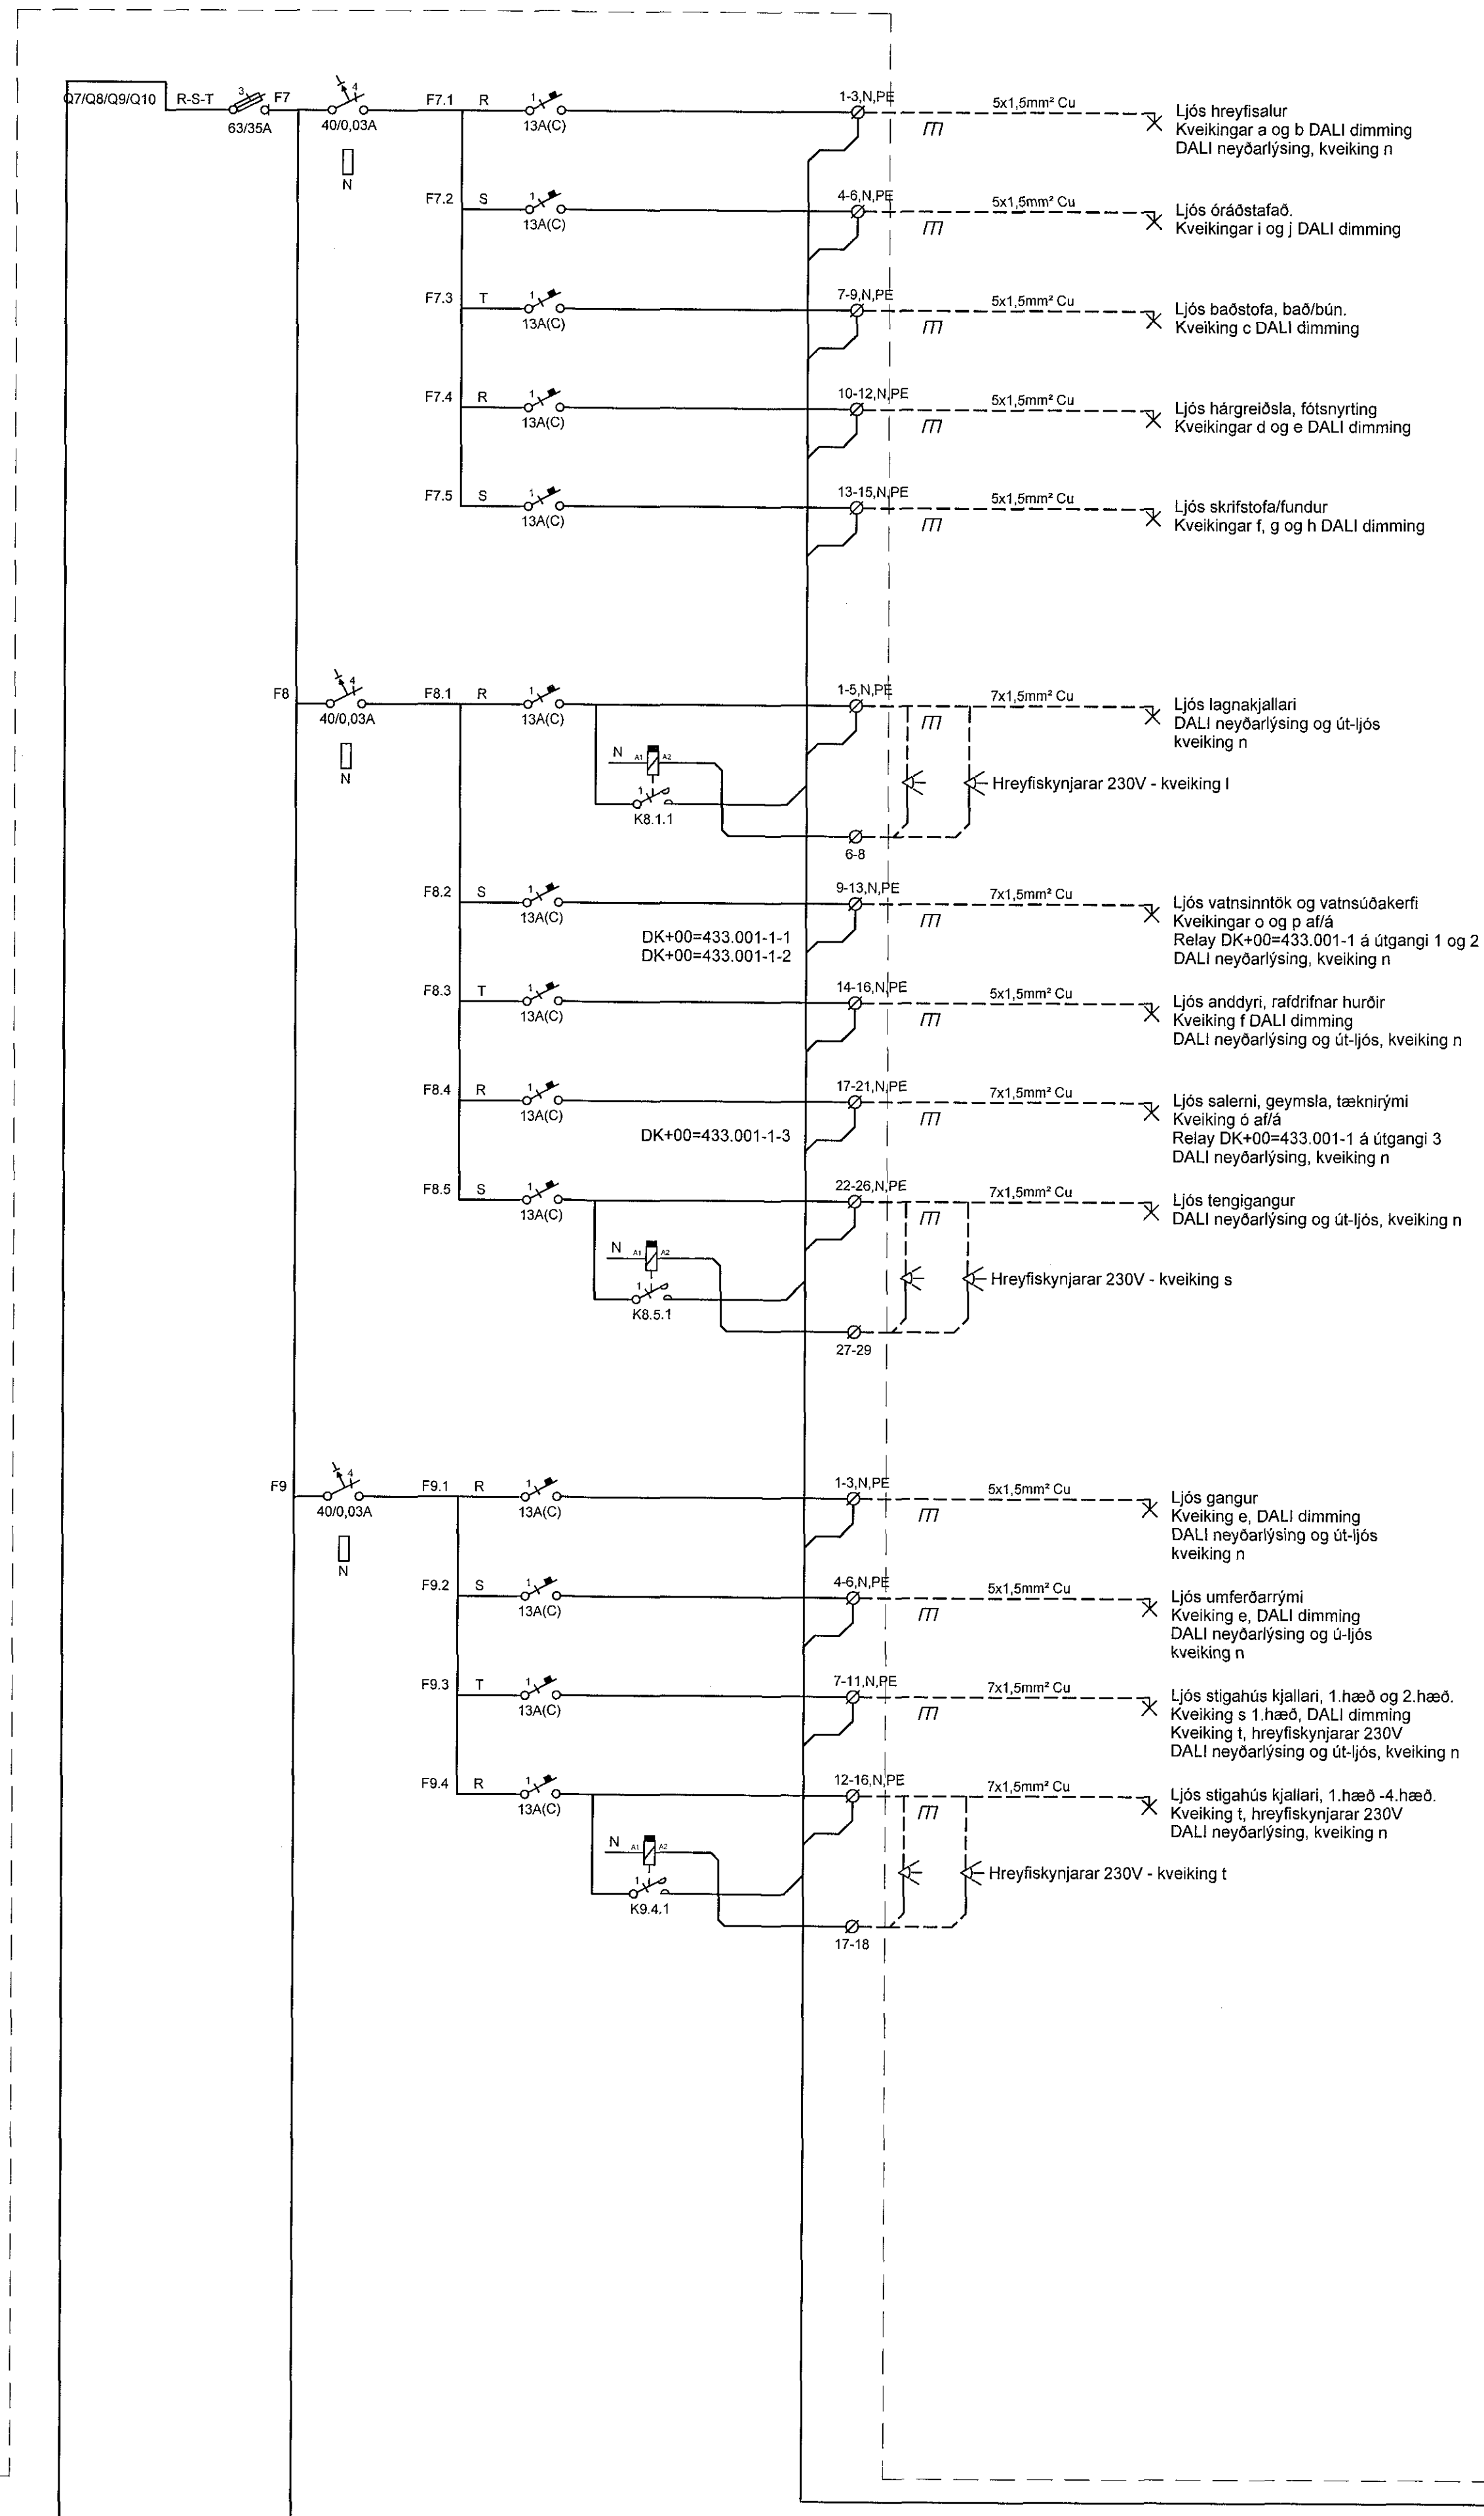 Q7/Q8/Q9/Q10 R-S-T 3 F7 4 F7.1 R 1 1-3,N,PE 5x1,5mm² Cu Ljós hreyfisalur
63/35A 40/0,03A 13A(C) Kveikingar a og b DALI dimming
DALI neyðarlýsing, kveiking n
N
F7.2 S 1 4-6,N,PE 5x1,5mm² Cu Ljós óráðstafað.
13A(C) Kveikingar i og j DALI dimming
F7.3 T 1 7-9,N,PE 5x1,5mm² Cu Ljós baðstofa, bað/bún.
13A(C) Kveiking c DALI dimming
F7.4 R 1 10-12,N,PE 5x1,5mm² Cu Ljós hárgreiðsla, fótsnyrting
13A(C) Kveikingar d og e DALI dimming
F7.5 S 1 13-15,N,PE 5x1,5mm² Cu Ljós skrifstofa/fundur
13A(C) Kveikingar f, g og h DALI dimming
F8 4 F8.1 R 1 1-5,N,PE 7x1,5mm² Cu Ljós lagnakjallari
40/0,03A 13A(C) DALI neyðarlýsing og út-ljós
kveiking n
N N A1 A2
Hreyfiskynjarar 230V - kveiking l
1
K8.1.1
6-8
F8.2 S 1 9-13,N,PE 7x1,5mm² Cu Ljós vatnsinntök og vatnsúðakerfi
13A(C) Kveikingar o og p af/á
DK+00=433.001-1-1 Relay DK+00=433.001-1 á útgangi 1 og 2
DK+00=433.001-1-2 DALI neyðarlýsing, kveiking n
F8.3 T 1 14-16,N,PE 5x1,5mm² Cu Ljós anddyri, rafdrifnar hurðir
13A(C) Kveiking f DALI dimming
DALI neyðarlýsing og út-ljós, kveiking n
F8.4 R 1 17-21,N,PE 7x1,5mm² Cu Ljós salerni, geymsla, tæknirými
13A(C) Kveiking ó af/á
DK+00=433.001-1-3 Relay DK+00=433.001-1 á útgangi 3
DALI neyðarlýsing, kveiking n
F8.5 S 1 22-26,N,PE 7x1,5mm² Cu Ljós tengigangur
13A(C) DALI neyðarlýsing og út-ljós, kveiking n
N A1 A2
Hreyfiskynjarar 230V - kveiking s
1
K8.5.1
27-29
F9 4 F9.1 R 1 1-3,N,PE 5x1,5mm² Cu Ljós gangur
40/0,03A 13A(C) Kveiking e, DALI dimming
DALI neyðarlýsing og út-ljós
kveiking n
N
F9.2 S 1 4-6,N,PE 5x1,5mm² Cu Ljós umferðarrými
13A(C) Kveiking e, DALI dimming
DALI neyðarlýsing og ú-ljós
kveiking n
F9.3 T 1 7-11,N,PE 7x1,5mm² Cu Ljós stigahús kjallari, 1.hæð og 2.hæð.
13A(C) Kveiking s 1.hæð, DALI dimming
Kveiking t, hreyfiskynjarar 230V
DALI neyðarlýsing og út-ljós, kveiking n
F9.4 R 1 12-16,N,PE 7x1,5mm² Cu Ljós stigahús kjallari, 1.hæð -4.hæð.
13A(C) Kveiking t, hreyfiskynjarar 230V
DALI neyðarlýsing, kveiking n
N A1 A2
Hreyfiskynjarar 230V - kveiking t
1
K9.4.1
17-18